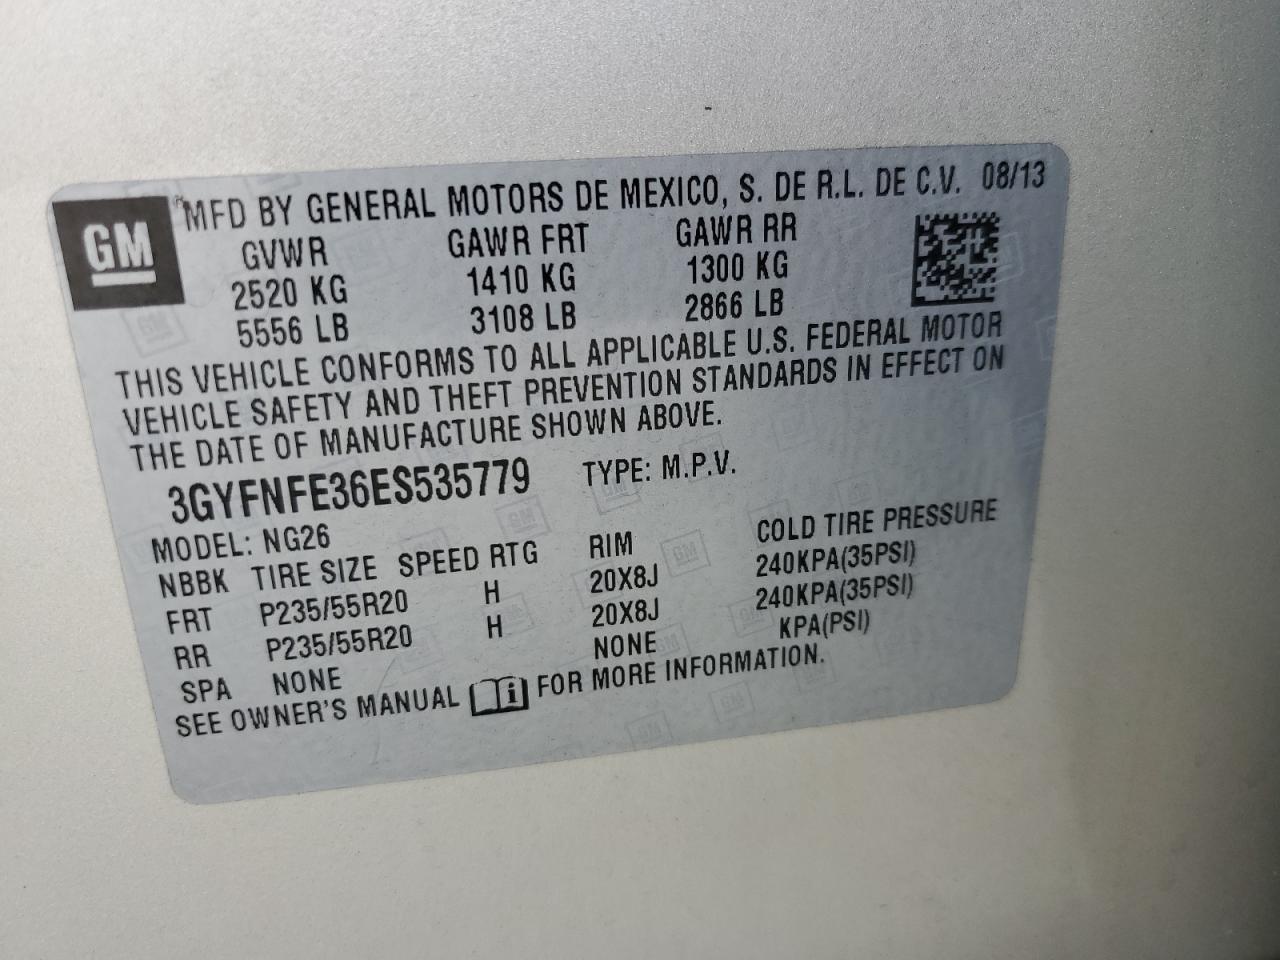 GM
MFD BY GENERAL MOTORS DE MEXICO, S. DE R.L. DE C.V. 08/13
GVWR GAWR FRT GAWR RR
2520 KG 1410 KG 1300 KG
5556 LB 3108 LB 2866 LB
THIS VEHICLE CONFORMS TO ALL APPLICABLE U.S. FEDERAL MOTOR
VEHICLE SAFETY AND THEFT PREVENTION STANDARDS IN EFFECT ON
THE DATE OF MANUFACTURE SHOWN ABOVE.
3GYFNFE36ES535779 TYPE: M.P.V.
MODEL: NG26
NBBK TIRE SIZE SPEED RTG RIM COLD TIRE PRESSURE
FRT P235/55R20 H 20X8J 240KPA(35PSI)
RR P235/55R20 H 20X8J 240KPA(35PSI)
SPA NONE NONE KPA(PSI)
SEE OWNER'S MANUAL FOR MORE INFORMATION.